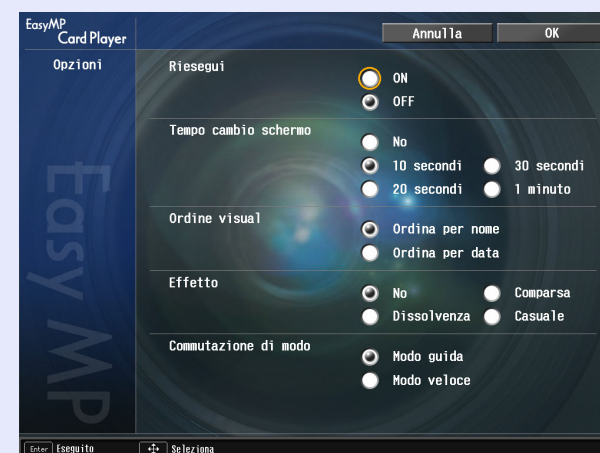 EasyMP
Card Player
Annulla OK
Opzioni
Riesegui
ON
OFF
Tempo cambio schermo
No
10 secondi 30 secondi
20 secondi 1 minuto
Ordine visual
Ordina per nome
Ordina per data
Effetto
No Comparsa
Dissolvenza Casuale
Commutazione di modo
Modo guida
Modo veloce
Easy MP
Enter Eseguito Seleziona